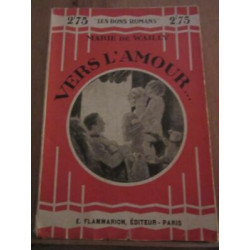 275 LES BONS ROMANS 275
MARIE DE WAILLY
VERS L'AMOUR...
E. FLAMMARION, ÉDITEUR - PARIS